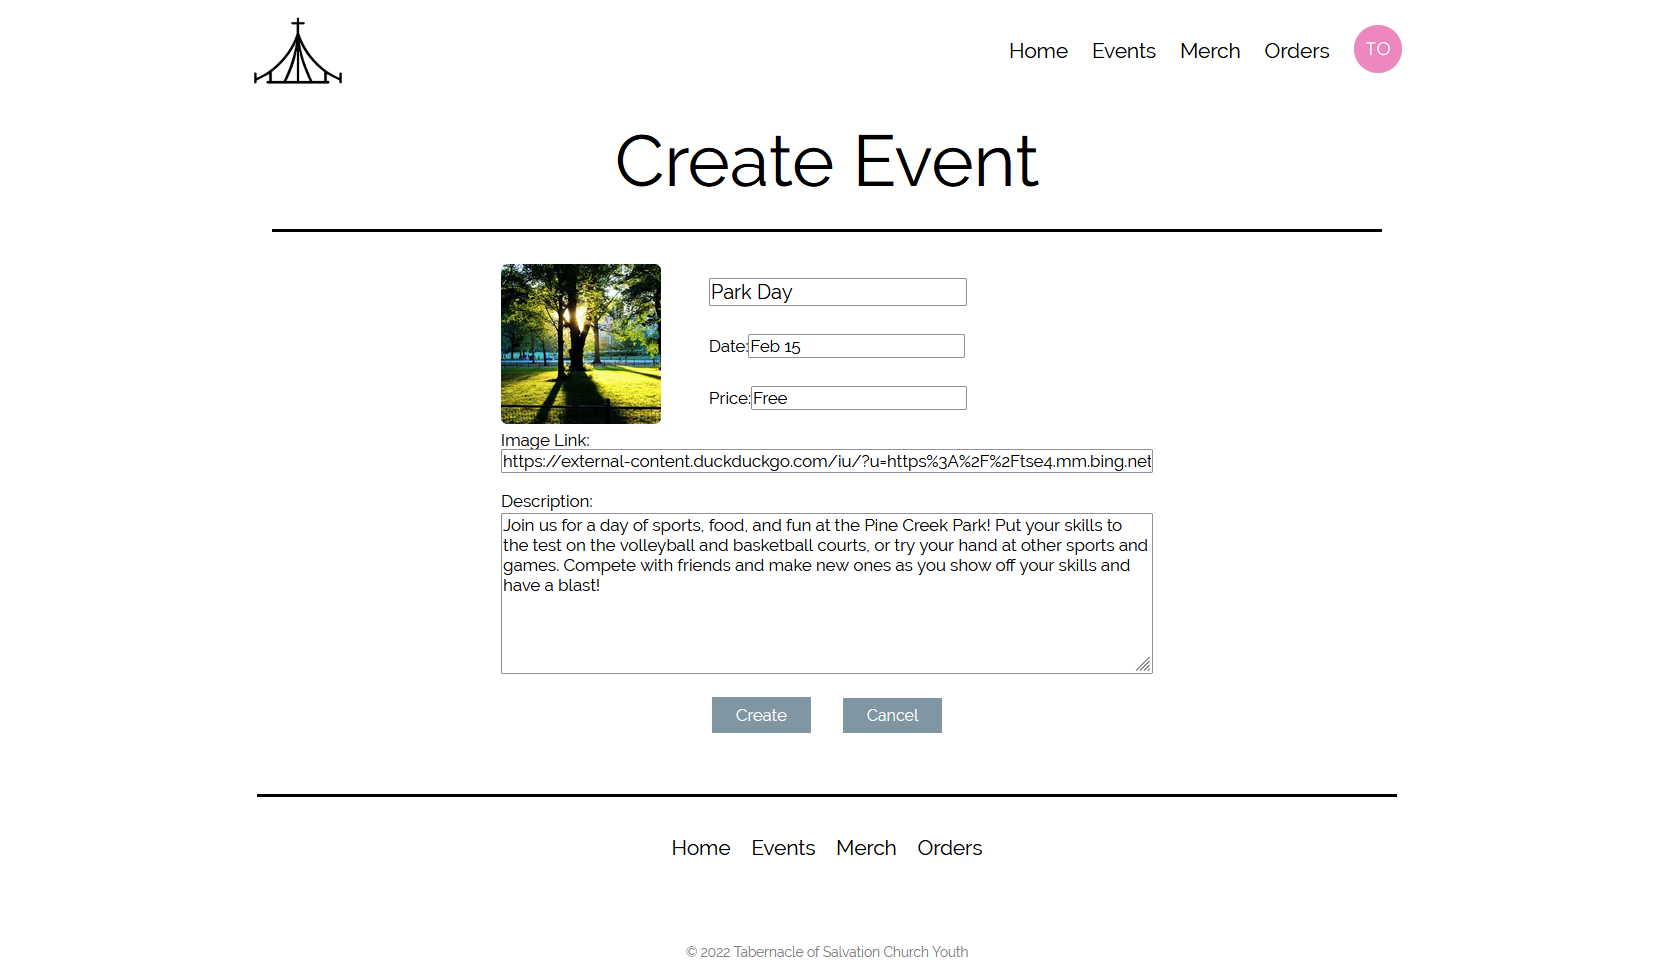 Home Events Merch Orders TO
Create Event
Park Day
Date: Feb 15
Price: Free
Image Link:
https://external-content.duckduckgo.com/iu/?u=https%3A%2F%2Ftse4.mm.bing.net
Description:
Join us for a day of sports, food, and fun at the Pine Creek Park! Put your skills to
the test on the volleyball and basketball courts, or try your hand at other sports and
games. Compete with friends and make new ones as you show off your skills and
have a blast!
Create Cancel
Home Events Merch Orders
© 2022 Tabernacle of Salvation Church Youth